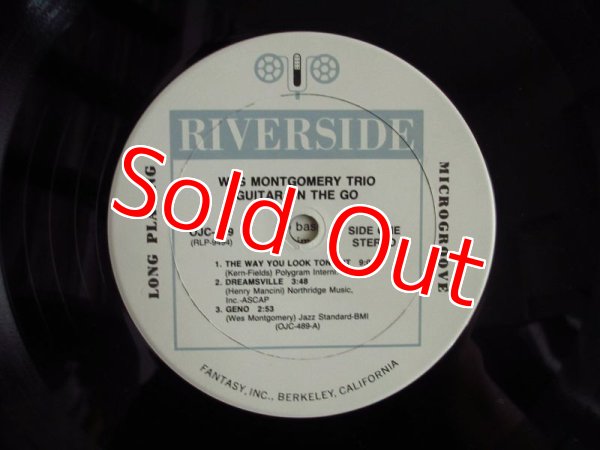 RIVERSIDE
WES MONTGOMERY TRIO
GUITAR ON THE GO
LONG PLAYING
MICROGROOVE
(RLP-9494)
SIDE ONE
STEREO
bas
Sold Out
1. THE WAY YOU LOOK TONIGHT
(Kern-Fields) Polygram Intern
2. DREAMSVILLE 3:48
(Henry Mancini) Northridge Music,
Inc.-ASCAP
3. GENO 2:53
(Wes Montgomery) Jazz Standard-BMI
(OJC-489-A)
FANTASY, INC., BERKELEY, CALIFORNIA